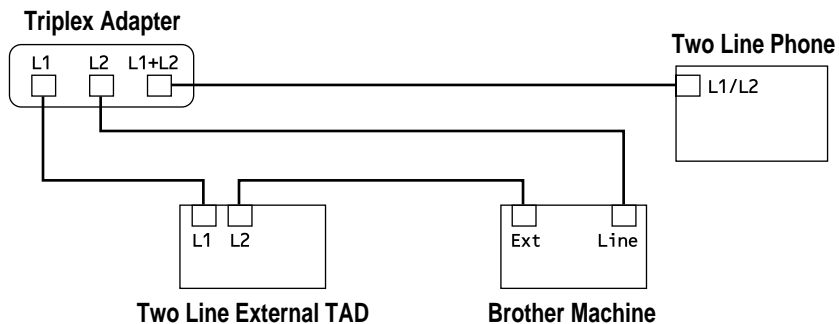 Triplex Adapter
L1 L2 L1+L2
Two Line Phone
L1/L2
L1 L2
Ext Line
Two Line External TAD
Brother Machine